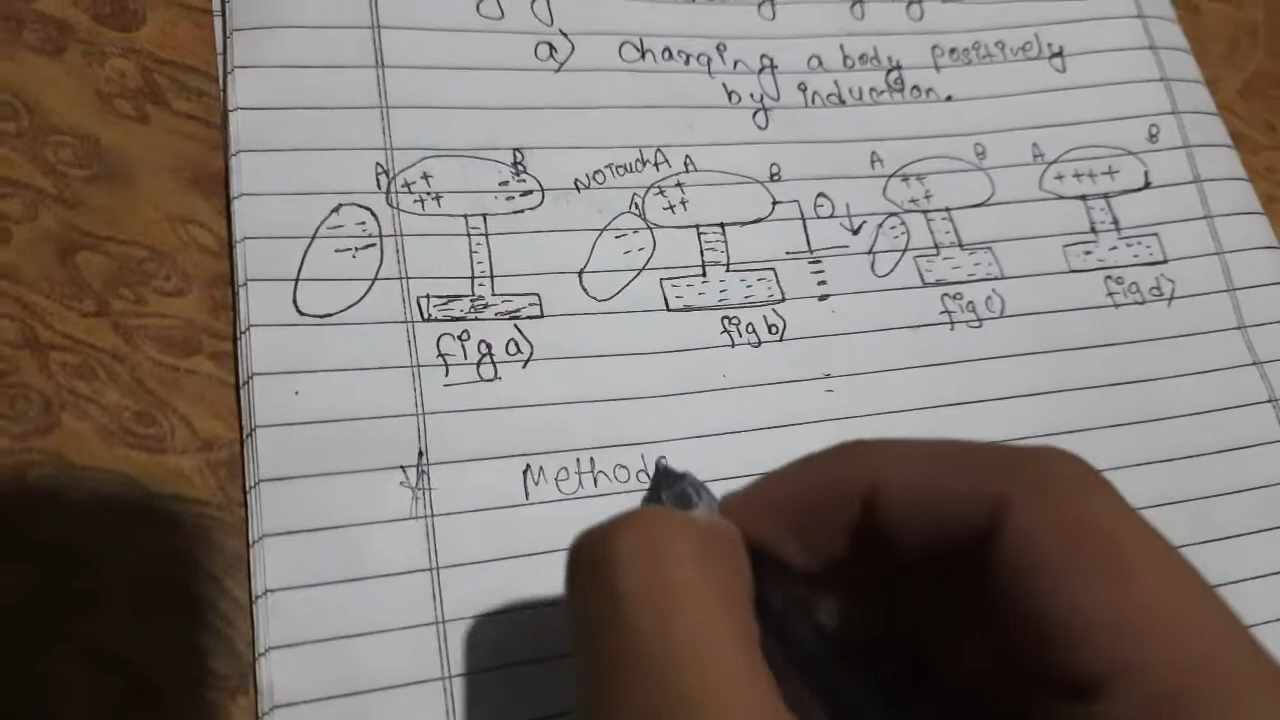 a) Charging a body positively
by induction.
A B NO Touch A A B A B A B
++ ++ ++ ++++
++ ++ ++
fig a) fig b) fig c) fig d)
Method